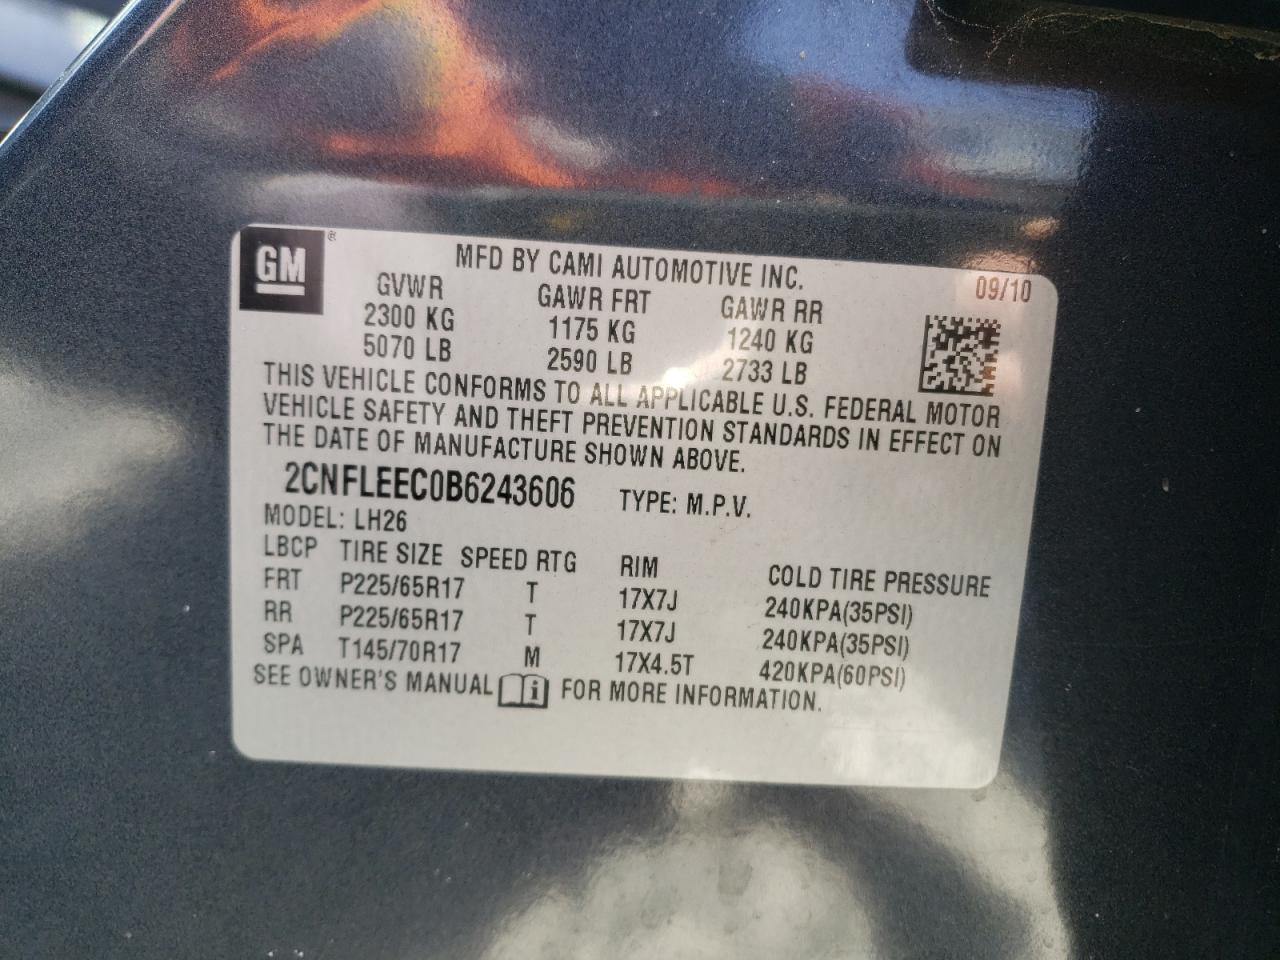 GM ®
MFD BY CAMI AUTOMOTIVE INC. 09/10
GVWR GAWR FRT GAWR RR
2300 KG 1175 KG 1240 KG
5070 LB 2590 LB 2733 LB
THIS VEHICLE CONFORMS TO ALL APPLICABLE U.S. FEDERAL MOTOR
VEHICLE SAFETY AND THEFT PREVENTION STANDARDS IN EFFECT ON
THE DATE OF MANUFACTURE SHOWN ABOVE.
2CNFLEEC0B6243606 TYPE: M.P.V.
MODEL: LH26
LBCP TIRE SIZE SPEED RTG RIM COLD TIRE PRESSURE
FRT P225/65R17 T 17X7J 240KPA(35PSI)
RR P225/65R17 T 17X7J 240KPA(35PSI)
SPA T145/70R17 M 17X4.5T 420KPA(60PSI)
SEE OWNER'S MANUAL i FOR MORE INFORMATION.